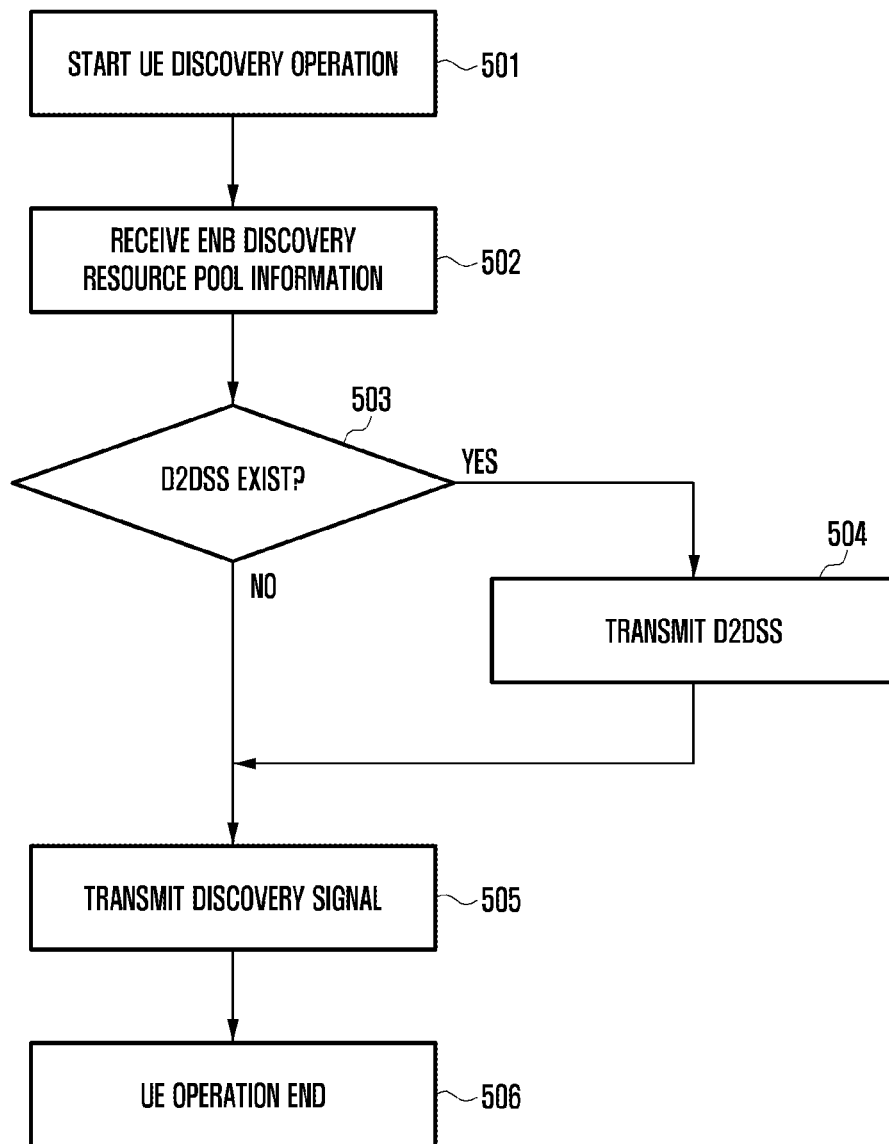 START UE DISCOVERY OPERATION
501
RECEIVE ENB DISCOVERY
RESOURCE POOL INFORMATION
502
503
D2DSS EXIST?
YES
NO
504
TRANSMIT D2DSS
TRANSMIT DISCOVERY SIGNAL
505
UE OPERATION END
506